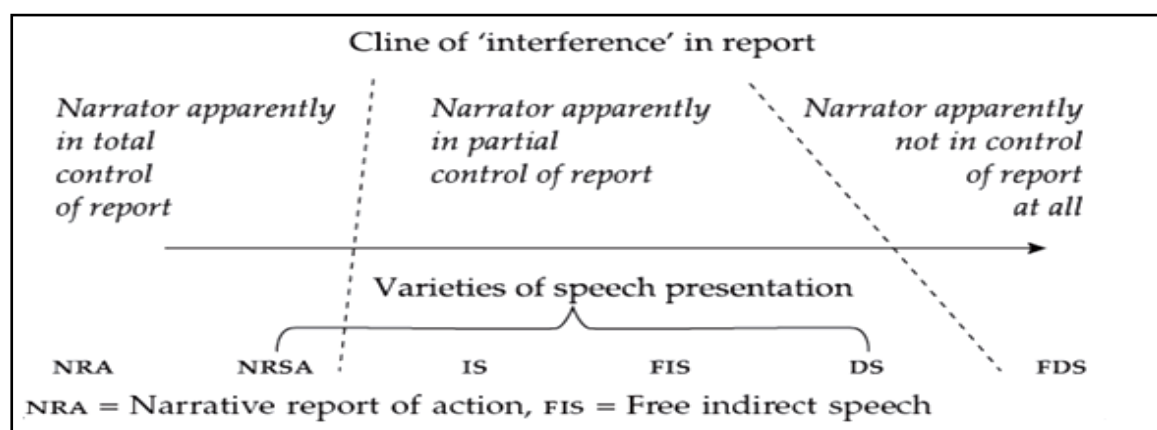 Cline of ‘interference’ in report
Narrator apparently
in total
control
of report
Narrator apparently
in partial
control of report
Narrator apparently
not in control
of report
at all
Varieties of speech presentation
NRA NRSA IS FIS DS FDS
NRA = Narrative report of action, FIS = Free indirect speech